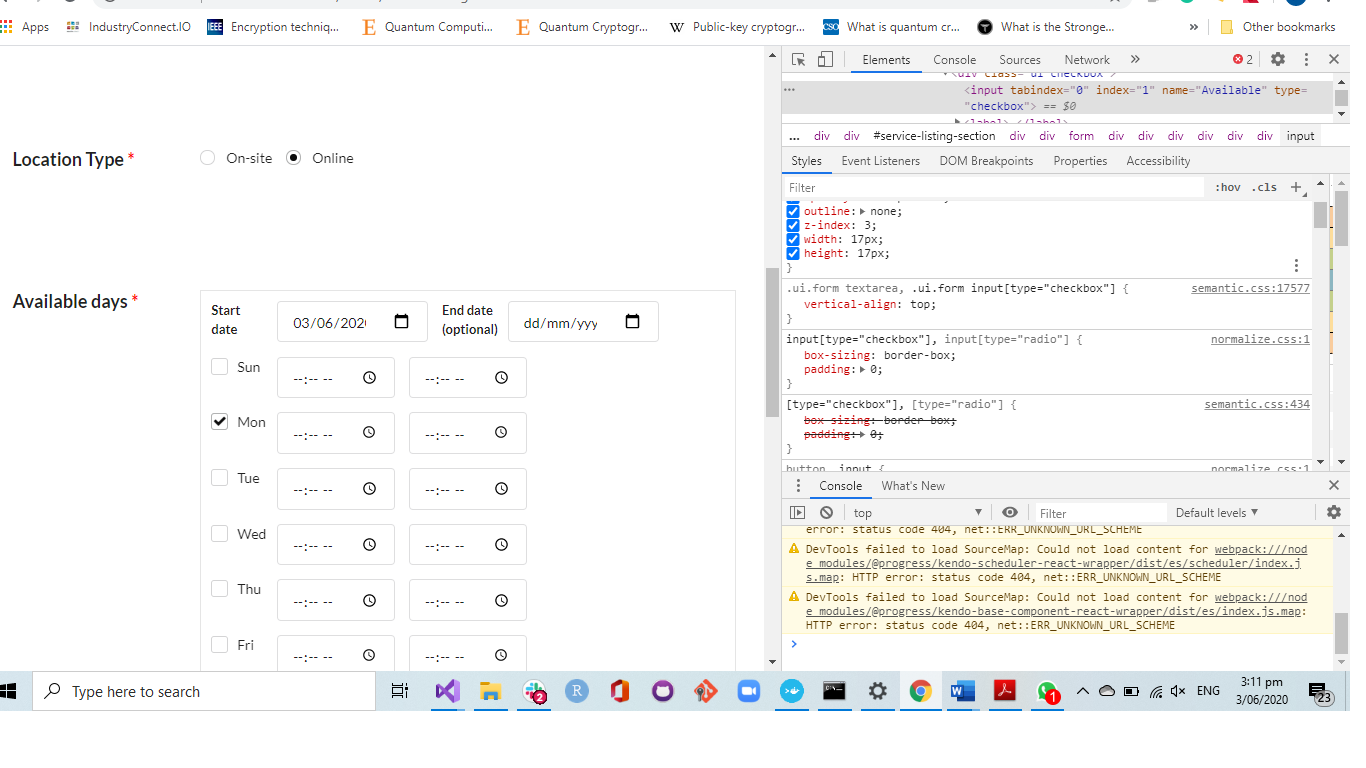 Apps IndustryConnect.IO IEEE Encryption techniq... E Quantum Computi... E Quantum Cryptogr... W Public-key cryptogr... CSO What is quantum cr... What is the Stronge... » Other bookmarks
Location Type * On-site Online
Available days *
Start date 03/06/202 End date (optional) dd/mm/yyy
Sun --:-- -- --:-- --
Mon --:-- -- --:-- --
Tue --:-- -- --:-- --
Wed --:-- -- --:-- --
Thu --:-- -- --:-- --
Fri --:-- -- --:-- --
Elements Console Sources Network » 2
<div class="ui checkbox">
... <input tabindex="0" index="1" name="Available" type=
"checkbox"> == $0
<label> </label>
... div div #service-listing-section div div form div div div div div div input
Styles Event Listeners DOM Breakpoints Properties Accessibility
Filter :hov .cls +
outline: none;
z-index: 3;
width: 17px;
height: 17px;
}
.ui.form textarea, .ui.form input[type="checkbox"] { semantic.css:17577
vertical-align: top;
}
input[type="checkbox"], input[type="radio"] { normalize.css:1
box-sizing: border-box;
padding: 0;
}
[type="checkbox"], [type="radio"] { semantic.css:434
box-sizing: border-box;
padding: 0;
}
button, input { normalize.css:1
Console What's New
top Filter Default levels
error: status code 404, net::ERR_UNKNOWN_URL_SCHEME
DevTools failed to load SourceMap: Could not load content for webpack:///nod
e_modules/@progress/kendo-scheduler-react-wrapper/dist/es/scheduler/index.j
s.map: HTTP error: status code 404, net::ERR_UNKNOWN_URL_SCHEME
DevTools failed to load SourceMap: Could not load content for webpack:///nod
e_modules/@progress/kendo-base-component-react-wrapper/dist/es/index.js.map:
HTTP error: status code 404, net::ERR_UNKNOWN_URL_SCHEME
Type here to search 2 R 1 ENG 3:11 pm
3/06/2020 23